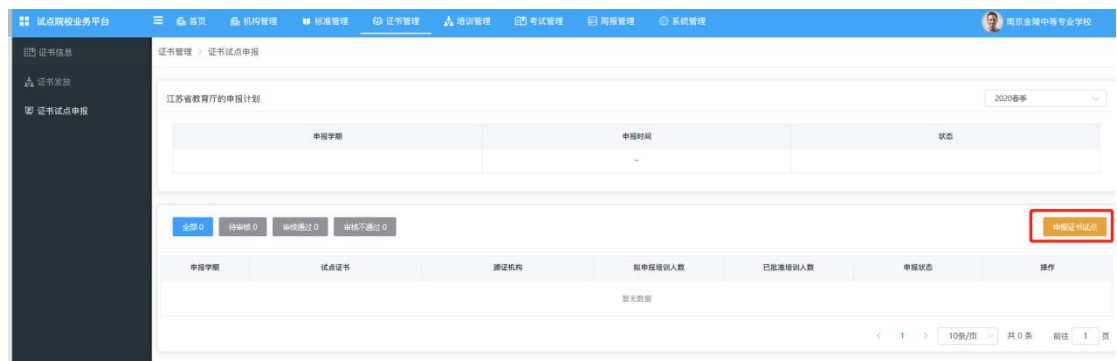 试点院校业务平台 首页 机构管理 标准管理 证书管理 培训管理 考试管理 周报管理 系统管理 南京金陵中等专业学校
证书信息
证书管理 > 证书试点申报
证书发放
江苏省教育厅的申报计划 2020春季
证书试点申报
申报学期 申报时间 状态
~
全部 0 待审核 0 审核通过 0 审核不通过 0 申报证书试点
申报学期 试点证书 颁证机构 拟申报培训人数 已批准培训人数 申报状态 操作
暂无数据
< 1 > 10条/页 共 0 条 前往 1 页